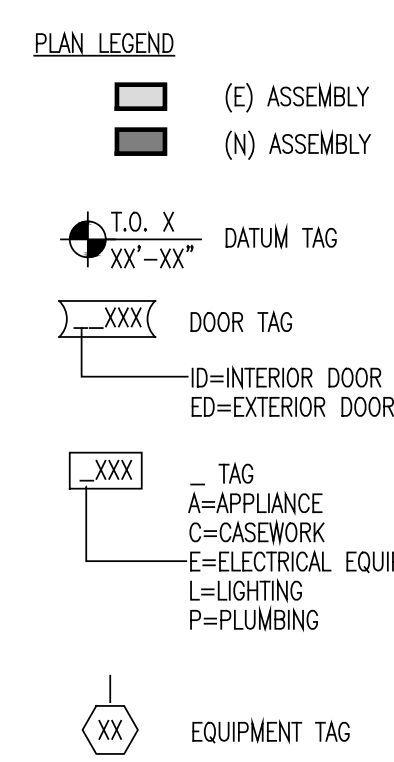 PLAN LEGEND
(E) ASSEMBLY
(N) ASSEMBLY
T.O. X
XX'-XX"
DATUM TAG
__XXX
DOOR TAG
ID=INTERIOR DOOR
ED=EXTERIOR DOOR
_XXX
_ TAG
A=APPLIANCE
C=CASEWORK
E=ELECTRICAL EQUI
L=LIGHTING
P=PLUMBING
XX
EQUIPMENT TAG